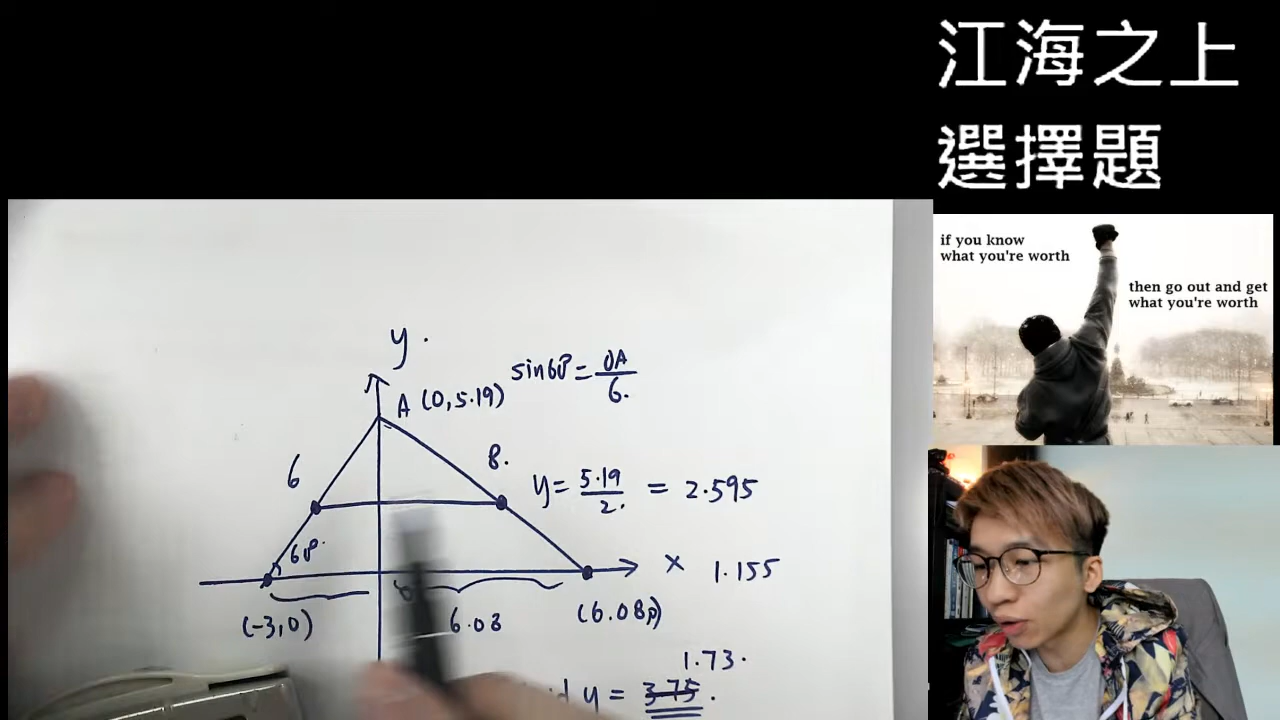 江海之上
選擇題
if you know
what you're worth
then go out and get
what you're worth
y.
sin60° = 0A/6.
A (0,5.19)
6
8.
y = 5.19/2. = 2.595
60°
x
1.155
(-3,0)
6.08
(6.08,0)
1.73.
y = 3.75.